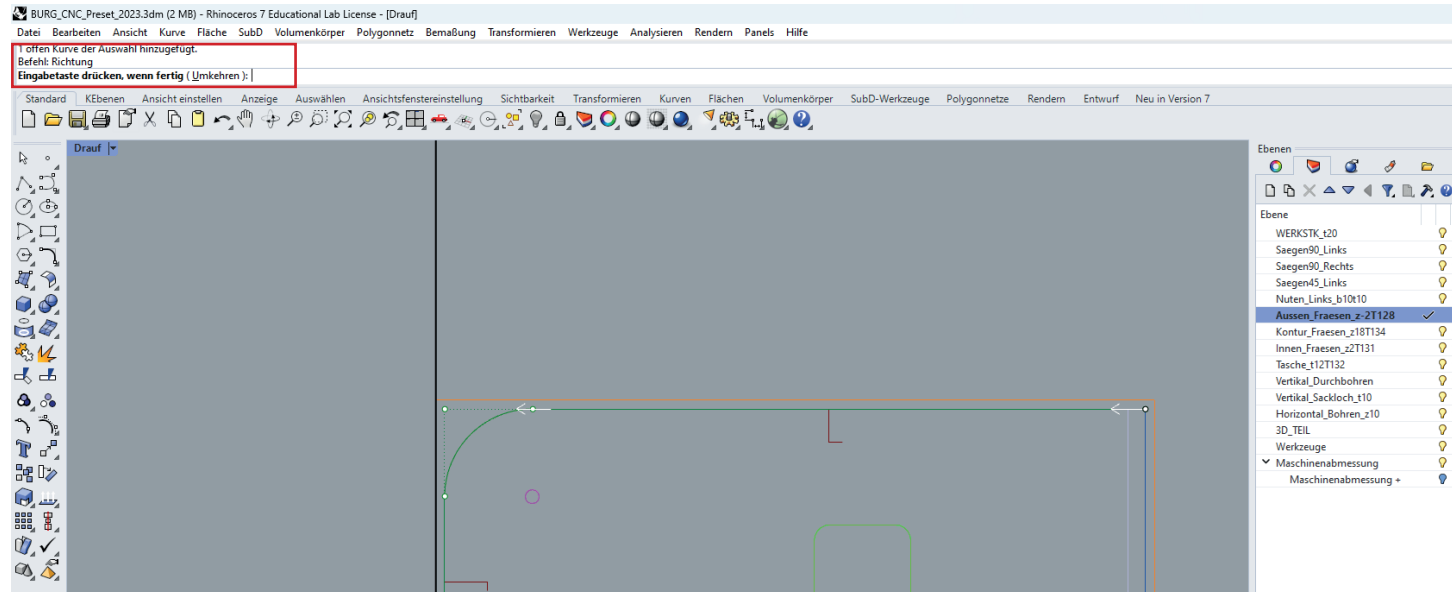 BURG_CNC_Preset_2023.3dm (2 MB) - Rhinoceros 7 Educational Lab License - [Drauf]
Datei Bearbeiten Ansicht Kurve Fläche SubD Volumenkörper Polygonnetz Bemaßung Transformieren Werkzeuge Analysieren Rendern Panels Hilfe
1 offen Kurve der Auswahl hinzugefügt.
Befehl: Richtung
Eingabetaste drücken, wenn fertig ( Umkehren ):
Standard KEbenen Ansicht einstellen Anzeige Auswählen Ansichtsfenstereinstellung Sichtbarkeit Transformieren Kurven Flächen Volumenkörper SubD-Werkzeuge Polygonnetze Rendern Entwurf Neu in Version 7
Drauf
Ebenen
Ebene
WERKSTK_t20
Saegen90_Links
Saegen90_Rechts
Saegen45_Links
Nuten_Links_b10t10
Aussen_Fraesen_z-2T128
Kontur_Fraesen_z18T134
Innen_Fraesen_z2T131
Tasche_t12T132
Vertikal_Durchbohren
Vertikal_Sackloch_t10
Horizontal_Bohren_z10
3D_TEIL
Werkzeuge
Maschinenabmessung
Maschinenabmessung +